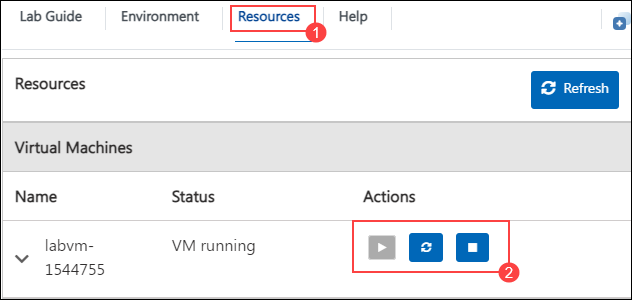 Lab Guide Environment Resources Help
1
Resources Refresh
Virtual Machines
Name Status Actions
labvm- VM running
1544755
2